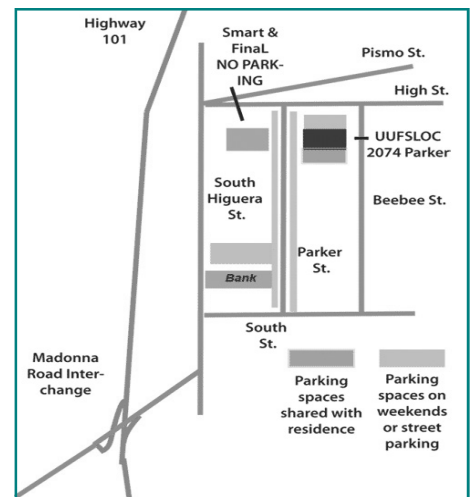 Highway
101
Smart &
FinaL
NO PARK-
ING
Pismo St.
High St.
UUFSLOC
2074 Parker
South
Higuera
St.
Beebee St.
Parker
St.
Bank
South
St.
Madonna
Road Inter-
change
Parking
spaces
shared with
residence
Parking
spaces on
weekends
or street
parking